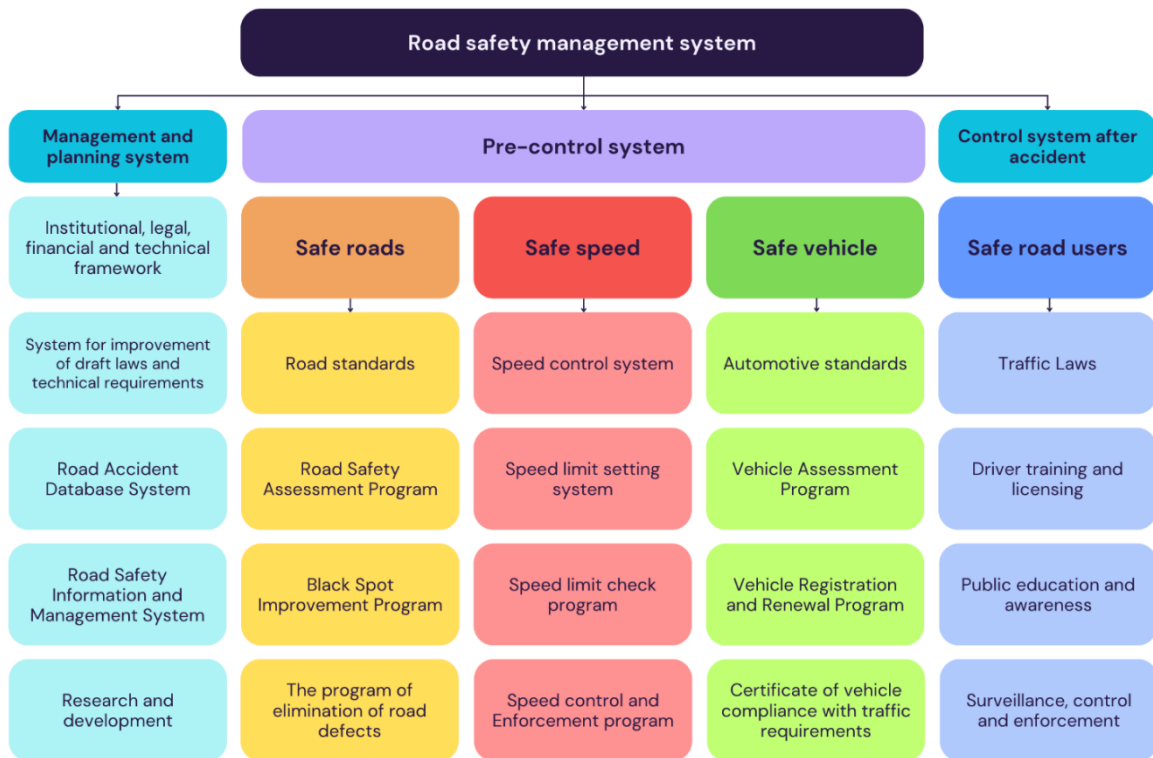 Road safety management system
Management and
planning system
Pre-control system
Control system after
accident
Institutional, legal,
financial and technical
framework
Safe roads
Safe speed
Safe vehicle
Safe road users
System for improvement
of draft laws and
technical requirements
Road standards
Speed control system
Automotive standards
Traffic Laws
Road Accident
Database System
Road Safety
Assessment Program
Speed limit setting
system
Vehicle Assessment
Program
Driver training and
licensing
Road Safety
Information and
Management System
Black Spot
Improvement Program
Speed limit check
program
Vehicle Registration
and Renewal Program
Public education and
awareness
Research and
development
The program of
elimination of road
defects
Speed control and
Enforcement program
Certificate of vehicle
compliance with traffic
requirements
Surveillance, control
and enforcement